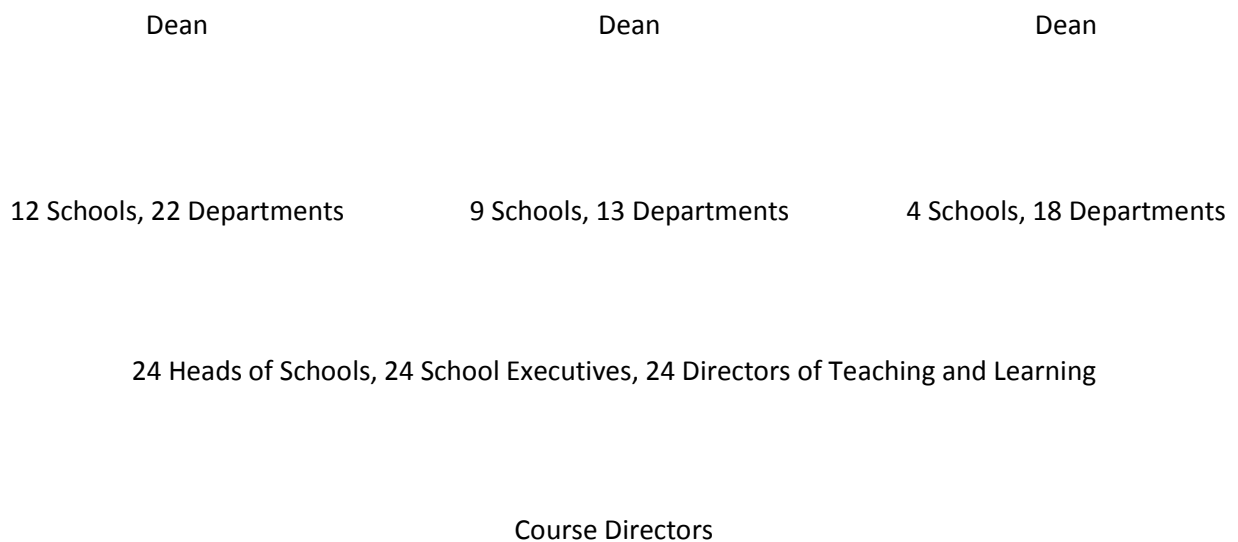 Dean Dean Dean
12 Schools, 22 Departments 9 Schools, 13 Departments 4 Schools, 18 Departments
24 Heads of Schools, 24 School Executives, 24 Directors of Teaching and Learning
Course Directors